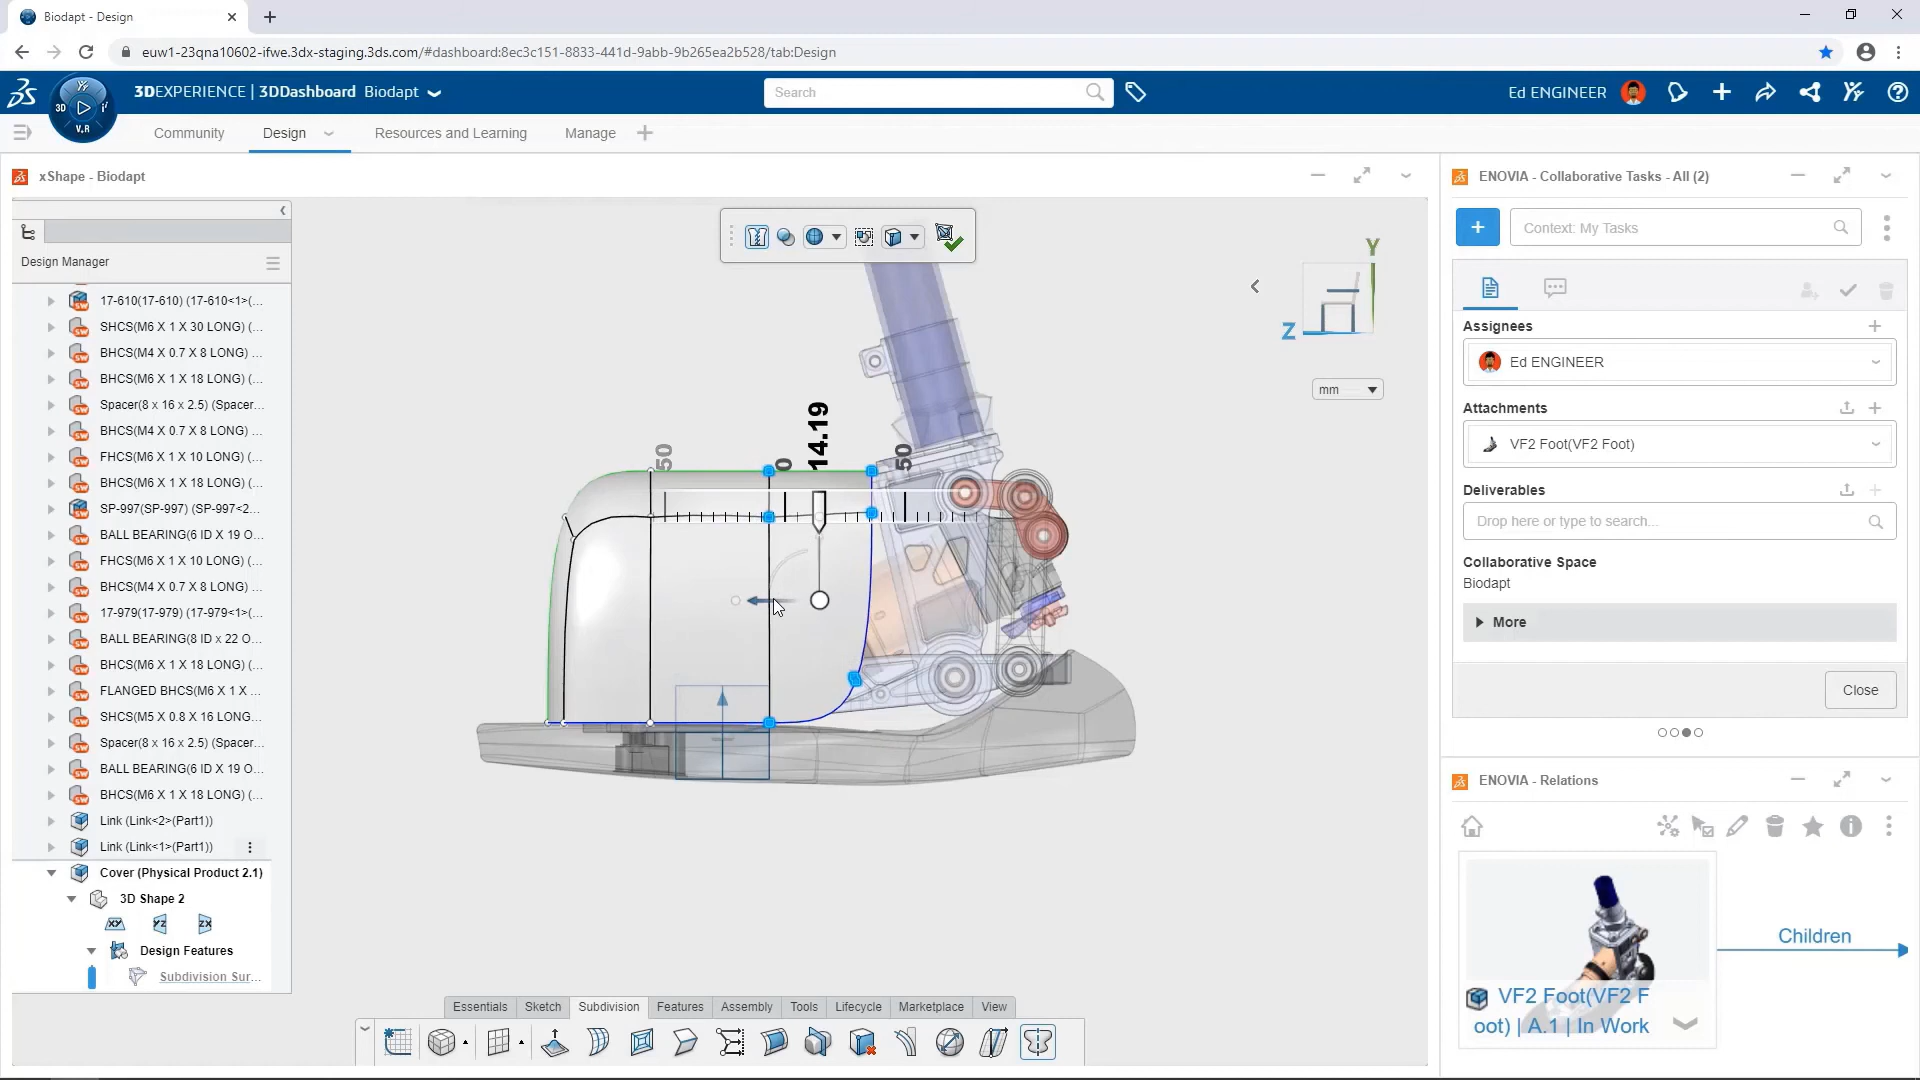 Biodapt - Design
euw1-23qna10602-ifwe.3dx-staging.3ds.com/#dashboard:8ec3c151-8833-441d-9abb-9b265ea2b528/tab:Design
3D
V.R
3DEXPERIENCE | 3DDashboard Biodapt
Search
Ed ENGINEER
Community
Design
Resources and Learning
Manage
xShape - Biodapt
Design Manager
17-610(17-610) (17-610<1>(...
SHCS(M6 X 1 X 30 LONG) (...
BHCS(M4 X 0.7 X 8 LONG) ...
BHCS(M6 X 1 X 18 LONG) (...
Spacer(8 x 16 x 2.5) (Spacer...
BHCS(M4 X 0.7 X 8 LONG) ...
FHCS(M6 X 1 X 10 LONG) (...
BHCS(M6 X 1 X 18 LONG) (...
SP-997(SP-997) (SP-997<2...
BALL BEARING(6 ID X 19 O...
FHCS(M6 X 1 X 10 LONG) (...
BHCS(M4 X 0.7 X 8 LONG) ...
17-979(17-979) (17-979<1>(...
BALL BEARING(8 ID x 22 O...
BHCS(M6 X 1 X 18 LONG) (...
FLANGED BHCS(M6 X 1 X ...
SHCS(M5 X 0.8 X 16 LONG...
Spacer(8 x 16 x 2.5) (Spacer...
BALL BEARING(6 ID X 19 O...
BHCS(M6 X 1 X 18 LONG) (...
Link (Link<2>(Part1))
Link (Link<1>(Part1))
Cover (Physical Product 2.1)
3D Shape 2
XY
YZ
ZX
Design Features
Subdivision Sur...
50
0
14.19
50
Y
Z
mm
Essentials
Sketch
Subdivision
Features
Assembly
Tools
Lifecycle
Marketplace
View
ENOVIA - Collaborative Tasks - All (2)
Context: My Tasks
Assignees
Ed ENGINEER
Attachments
VF2 Foot(VF2 Foot)
Deliverables
Drop here or type to search...
Collaborative Space
Biodapt
More
Close
ENOVIA - Relations
Children
VF2 Foot(VF2 F
oot) | A.1 | In Work